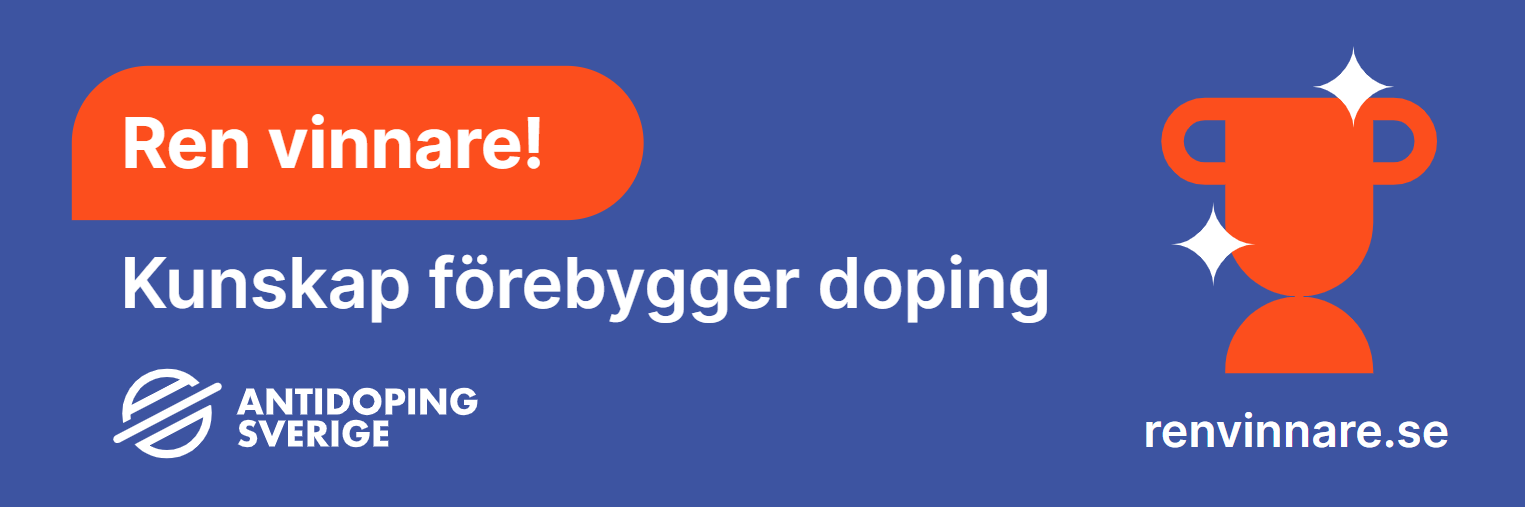 Ren vinnare!
Kunskap förebygger doping
ANTIDOPING
SVERIGE
renvinnare.se